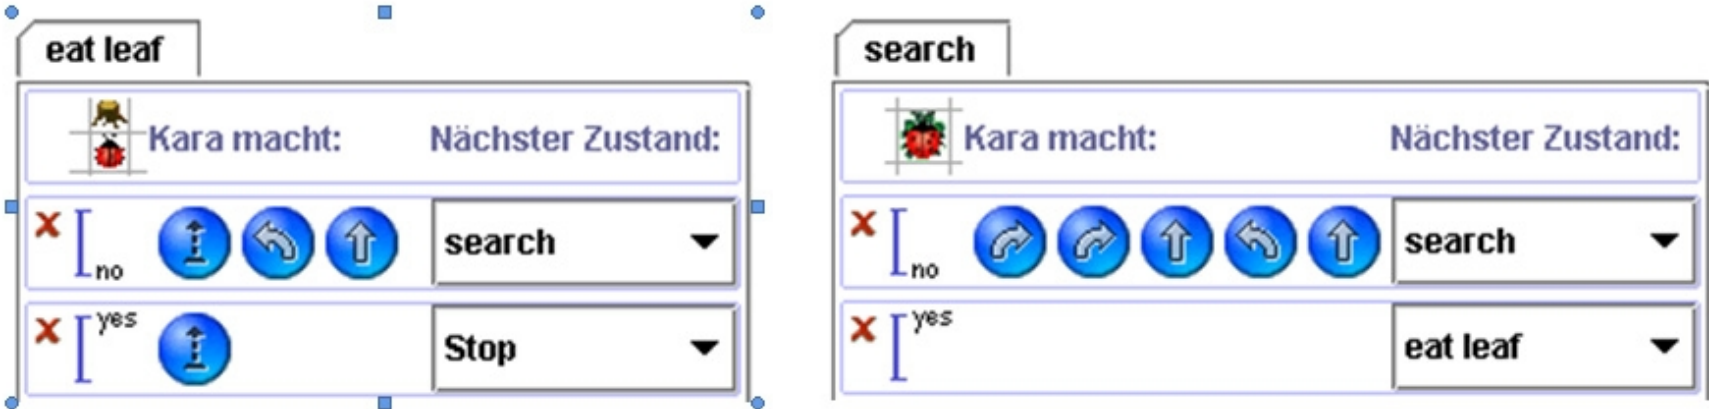 eat leaf
Kara macht: Nächster Zustand:
no search
yes Stop
search
Kara macht: Nächster Zustand:
no search
yes eat leaf